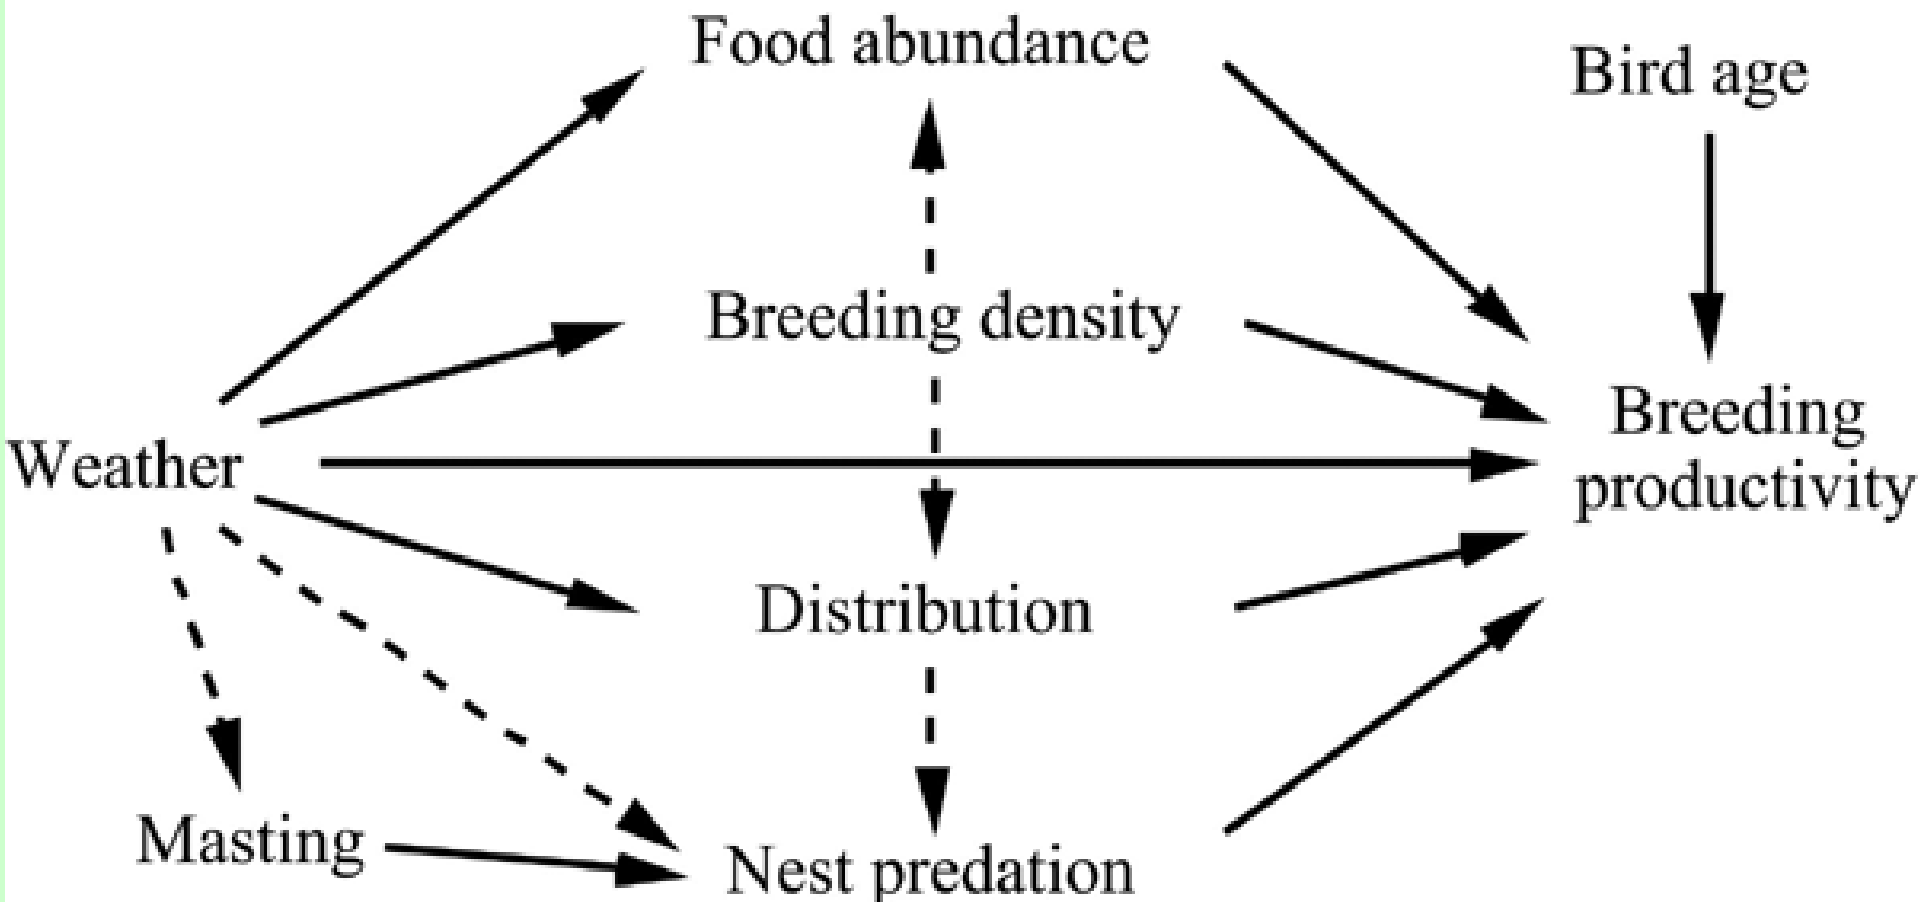 Food abundance
Bird age
Breeding density
Breeding
productivity
Weather
Distribution
Masting
Nest predation